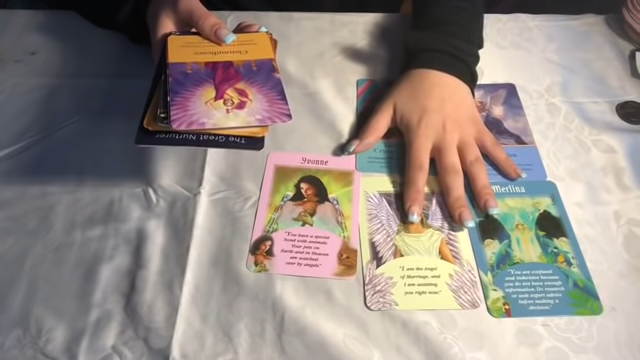 Clairaudience
The Great Nurturer
Yvonne
"You have a special
bond with animals.
Your pets on
Earth and in Heaven
are watched
over by angels."
"I am the Angel
of Marriage, and
I am assisting
you right now."
Merlina
"You are confused
and indecisive because
you do not have enough
information. Do research
or seek expert advice
before making a
decision."